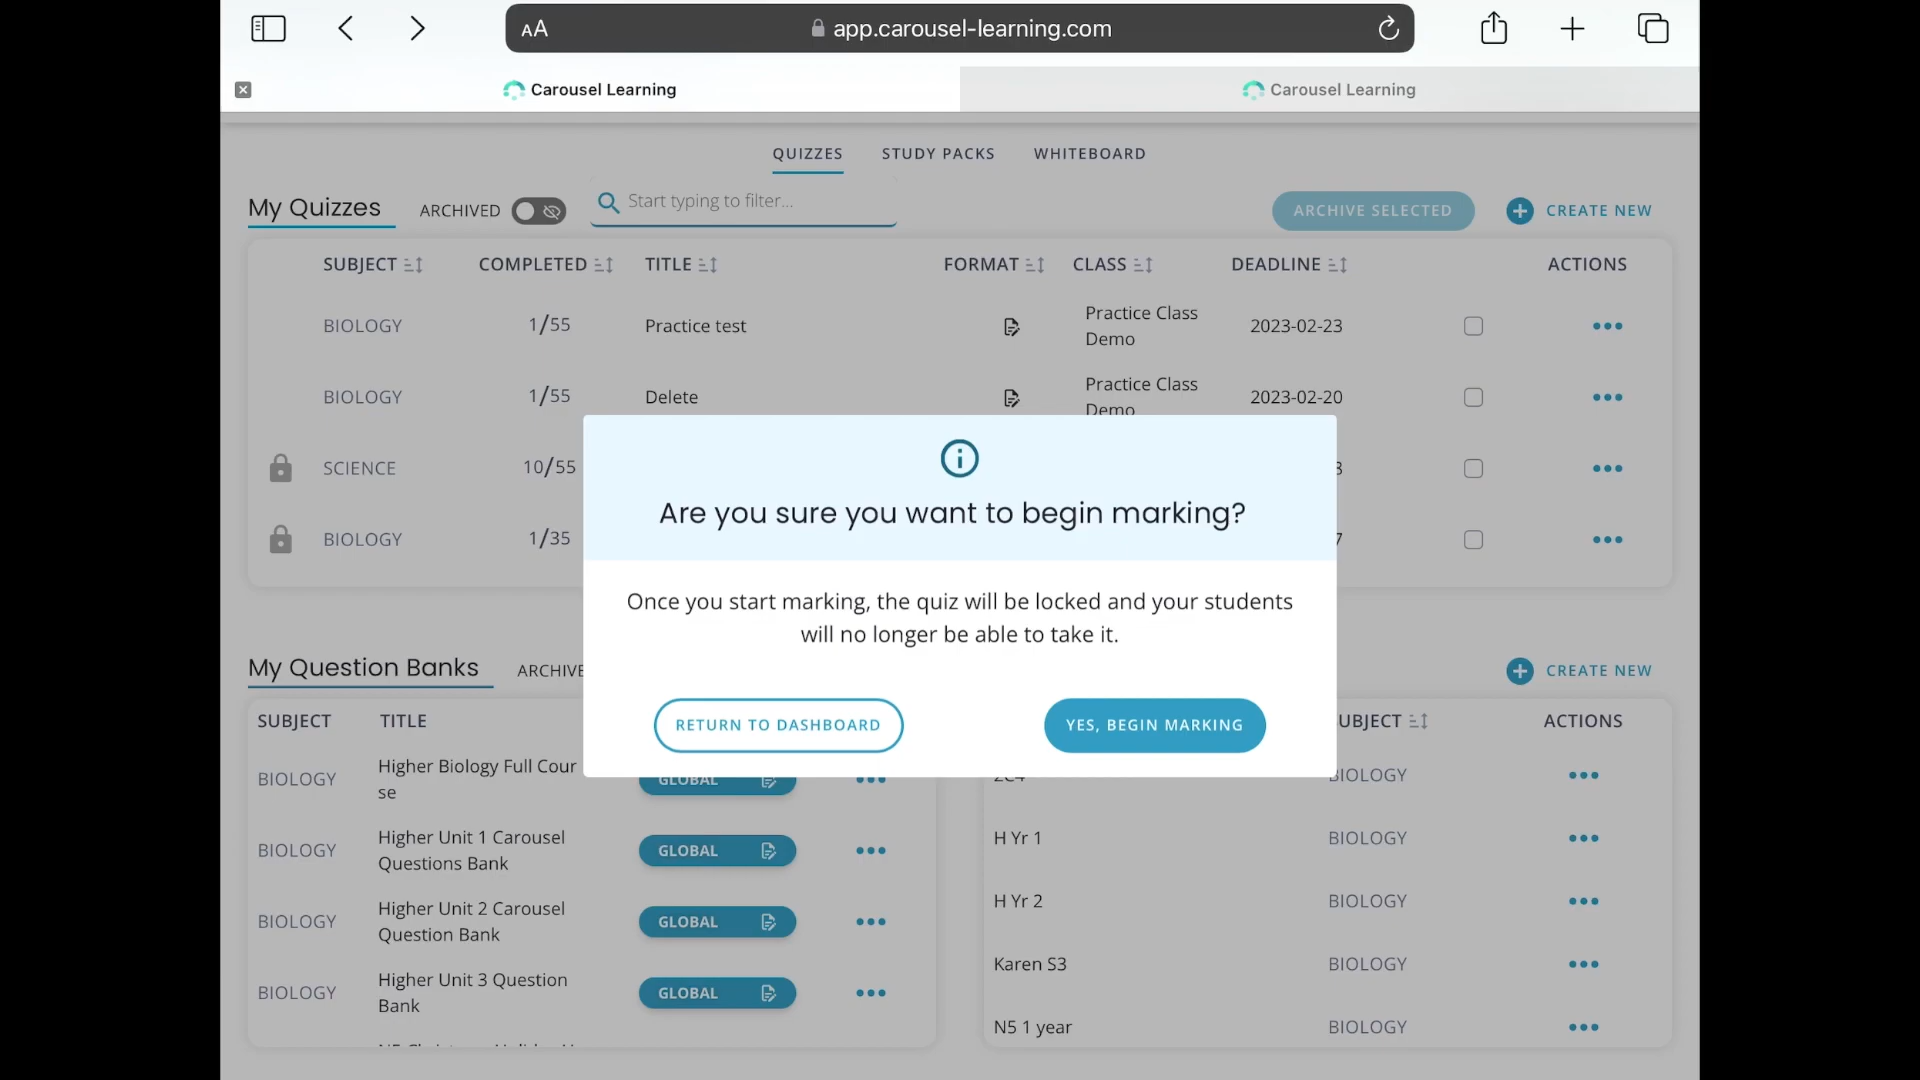 AA
app.carousel-learning.com
Carousel Learning
Carousel Learning
QUIZZES STUDY PACKS WHITEBOARD
My Quizzes ARCHIVED Start typing to filter... ARCHIVE SELECTED CREATE NEW
SUBJECT COMPLETED TITLE FORMAT CLASS DEADLINE ACTIONS
BIOLOGY 1/55 Practice test Practice Class Demo 2023-02-23
BIOLOGY 1/55 Delete Practice Class Demo 2023-02-20
SCIENCE 10/55
BIOLOGY 1/35
Are you sure you want to begin marking?
Once you start marking, the quiz will be locked and your students
will no longer be able to take it.
RETURN TO DASHBOARD YES, BEGIN MARKING
My Question Banks CREATE NEW
SUBJECT TITLE
BIOLOGY Higher Biology Full Cour
se
GLOBAL
BIOLOGY Higher Unit 1 Carousel
Questions Bank
GLOBAL
BIOLOGY Higher Unit 2 Carousel
Question Bank
GLOBAL
BIOLOGY Higher Unit 3 Question
Bank
GLOBAL
ACTIONS
BIOLOGY
H Yr 1 BIOLOGY
H Yr 2 BIOLOGY
Karen S3 BIOLOGY
N5 1 year BIOLOGY